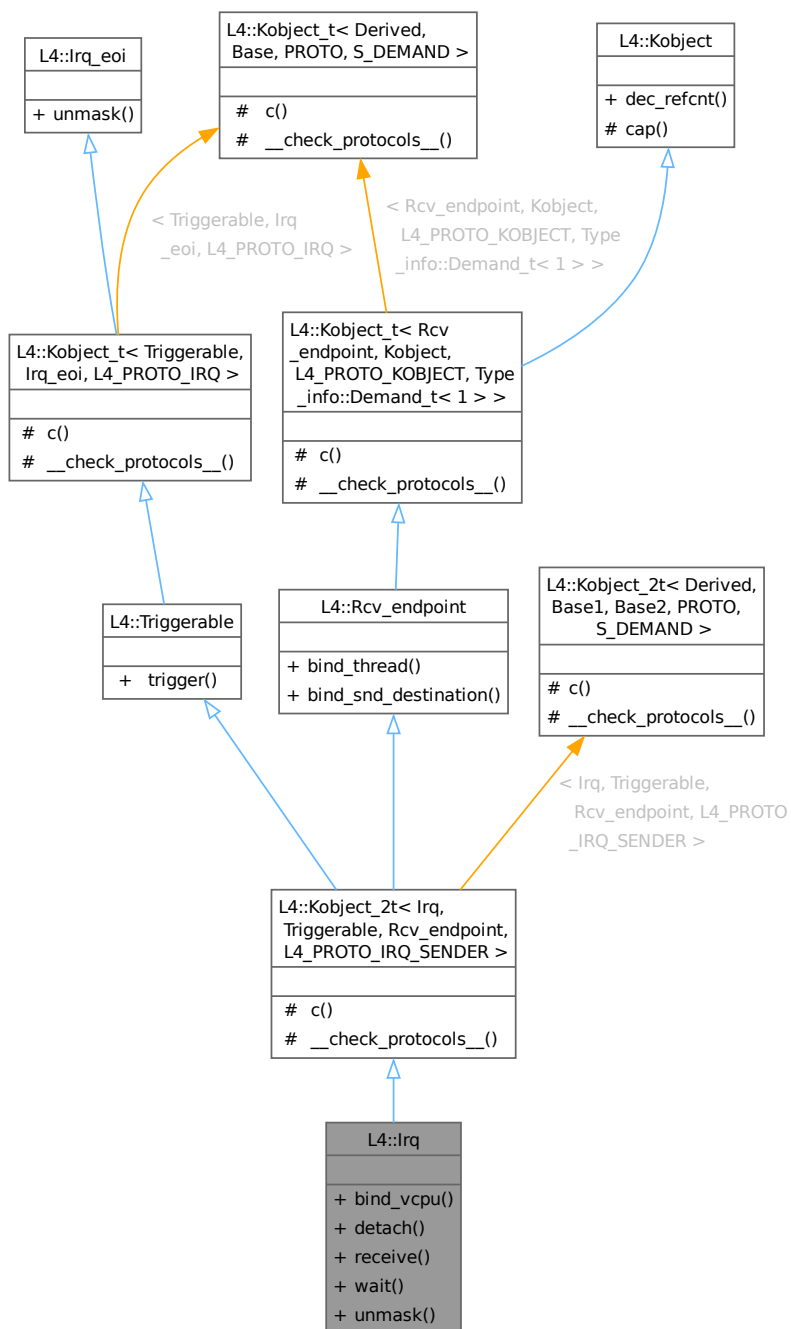 L4::Irq_eoi
+ unmask()
L4::Kobject_t< Derived,
Base, PROTO, S_DEMAND >
# c()
# __check_protocols__()
L4::Kobject
+ dec_refcnt()
# cap()
< Triggerable, Irq
_eoi, L4_PROTO_IRQ >
< Rcv_endpoint, Kobject,
L4_PROTO_KOBJECT, Type
_info::Demand_t< 1 > >
L4::Kobject_t< Triggerable,
Irq_eoi, L4_PROTO_IRQ >
# c()
# __check_protocols__()
L4::Kobject_t< Rcv
_endpoint, Kobject,
L4_PROTO_KOBJECT, Type
_info::Demand_t< 1 > >
# c()
# __check_protocols__()
L4::Triggerable
+ trigger()
L4::Rcv_endpoint
+ bind_thread()
+ bind_snd_destination()
L4::Kobject_2t< Derived,
Base1, Base2, PROTO,
S_DEMAND >
# c()
# __check_protocols__()
< Irq, Triggerable,
Rcv_endpoint, L4_PROTO
_IRQ_SENDER >
L4::Kobject_2t< Irq,
Triggerable, Rcv_endpoint,
L4_PROTO_IRQ_SENDER >
# c()
# __check_protocols__()
L4::Irq
+ bind_vcpu()
+ detach()
+ receive()
+ wait()
+ unmask()